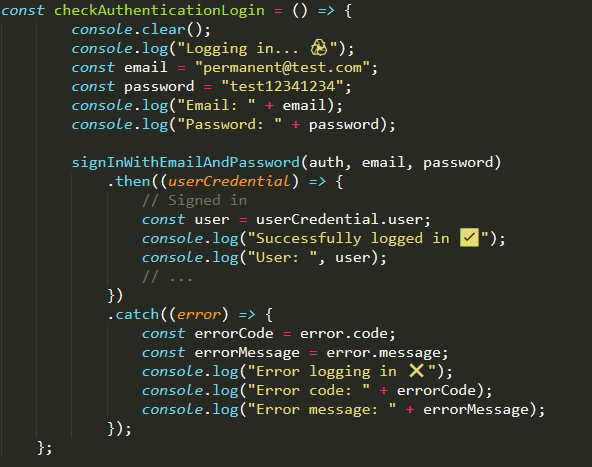 const checkAuthenticationLogin = () => {
console.clear();
console.log("Logging in... ♻");
const email = "permanent@test.com";
const password = "test12341234";
console.log("Email: " + email);
console.log("Password: " + password);
signInWithEmailAndPassword(auth, email, password)
.then((userCredential) => {
// Signed in
const user = userCredential.user;
console.log("Successfully logged in ✅");
console.log("User: ", user);
// ...
})
.catch((error) => {
const errorCode = error.code;
const errorMessage = error.message;
console.log("Error logging in ❌");
console.log("Error code: " + errorCode);
console.log("Error message: " + errorMessage);
});
};